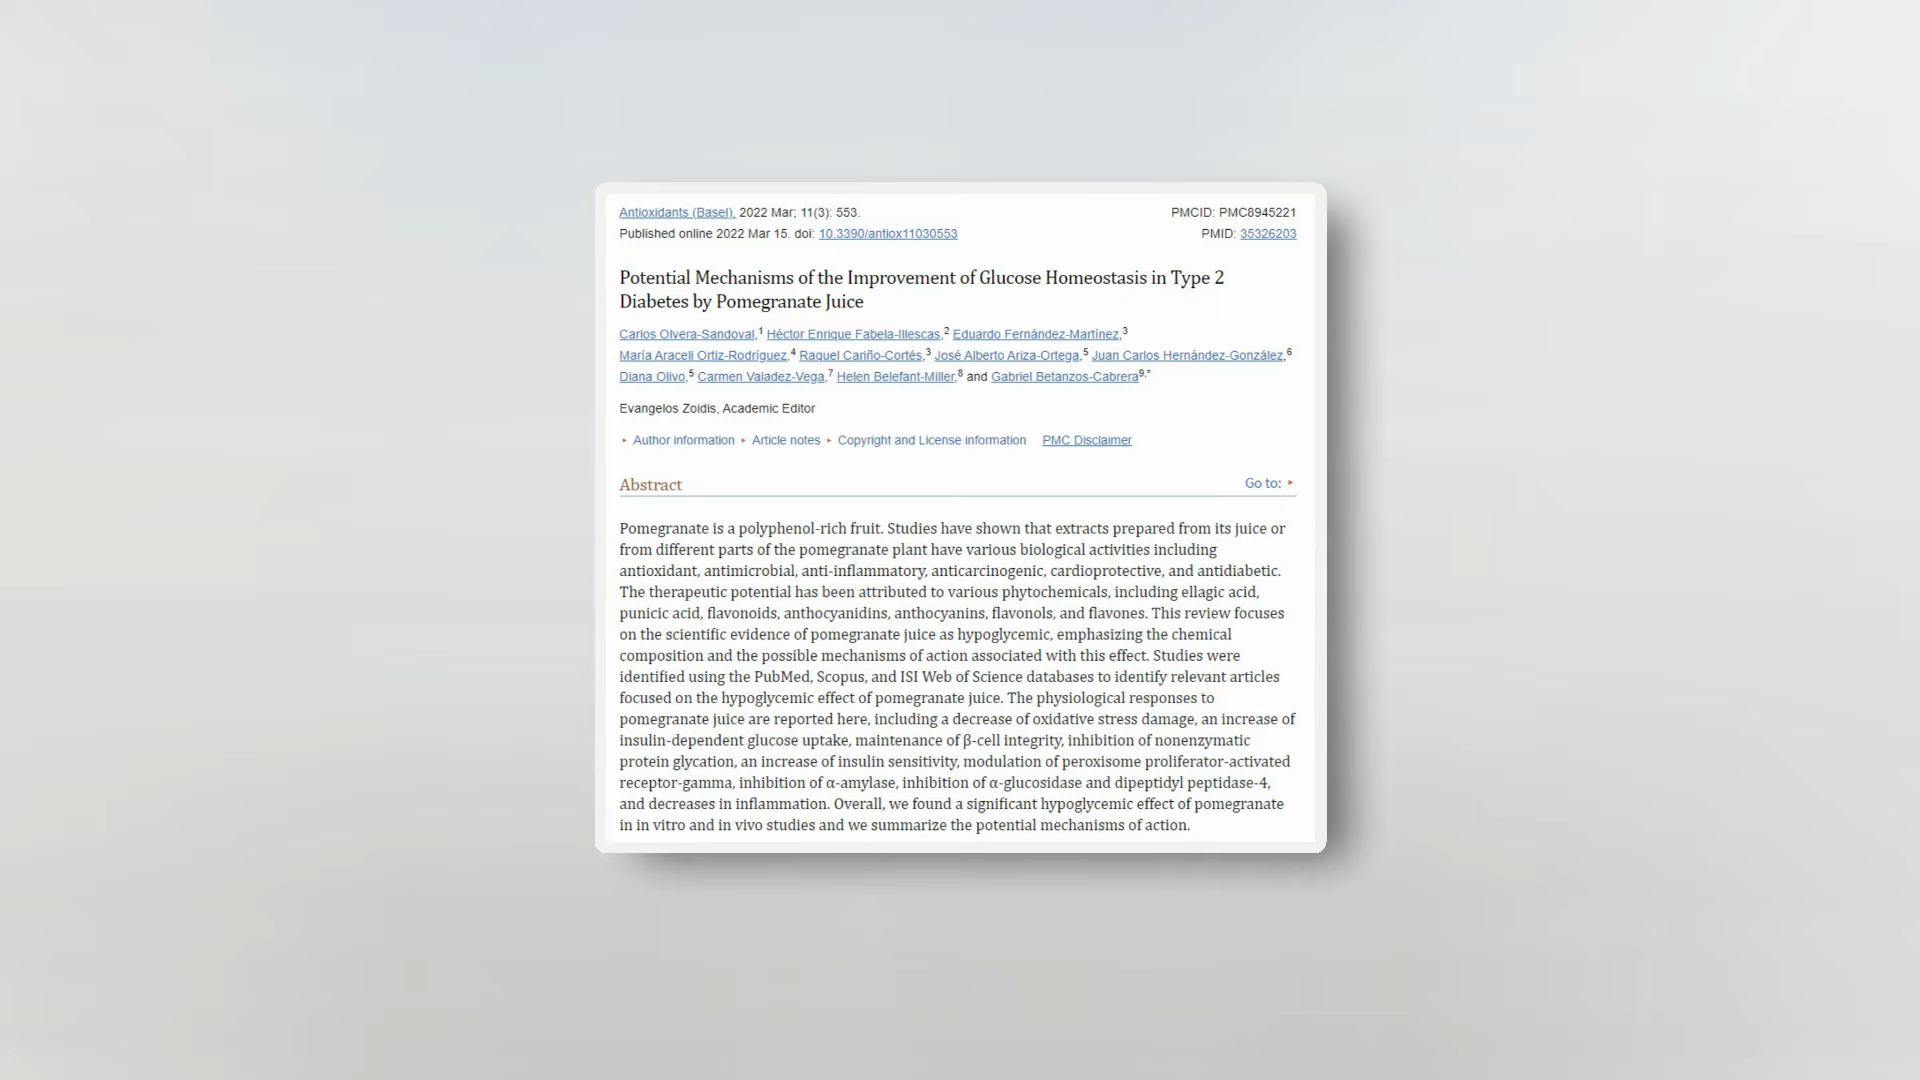 Antioxidants (Basel). 2022 Mar; 11(3): 553. PMCID: PMC8945221
Published online 2022 Mar 15. doi: 10.3390/antiox11030553 PMID: 35326203
Potential Mechanisms of the Improvement of Glucose Homeostasis in Type 2
Diabetes by Pomegranate Juice
Carlos Olvera-Sandoval,1 Héctor Enrique Fabela-Illescas,2 Eduardo Fernández-Martínez,3
María Araceli Ortiz-Rodríguez,4 Raquel Cariño-Cortés,3 José Alberto Ariza-Ortega,5 Juan Carlos Hernández-González,6
Diana Olivo,5 Carmen Valadez-Vega,7 Helen Belefant-Miller,8 and Gabriel Betanzos-Cabrera9,*
Evangelos Zoidis, Academic Editor
▸ Author information ▸ Article notes ▸ Copyright and License information PMC Disclaimer
Abstract Go to: ▸
Pomegranate is a polyphenol-rich fruit. Studies have shown that extracts prepared from its juice or
from different parts of the pomegranate plant have various biological activities including
antioxidant, antimicrobial, anti-inflammatory, anticarcinogenic, cardioprotective, and antidiabetic.
The therapeutic potential has been attributed to various phytochemicals, including ellagic acid,
punicic acid, flavonoids, anthocyanidins, anthocyanins, flavonols, and flavones. This review focuses
on the scientific evidence of pomegranate juice as hypoglycemic, emphasizing the chemical
composition and the possible mechanisms of action associated with this effect. Studies were
identified using the PubMed, Scopus, and ISI Web of Science databases to identify relevant articles
focused on the hypoglycemic effect of pomegranate juice. The physiological responses to
pomegranate juice are reported here, including a decrease of oxidative stress damage, an increase of
insulin-dependent glucose uptake, maintenance of β-cell integrity, inhibition of nonenzymatic
protein glycation, an increase of insulin sensitivity, modulation of peroxisome proliferator-activated
receptor-gamma, inhibition of α-amylase, inhibition of α-glucosidase and dipeptidyl peptidase-4,
and decreases in inflammation. Overall, we found a significant hypoglycemic effect of pomegranate
in in vitro and in vivo studies and we summarize the potential mechanisms of action.